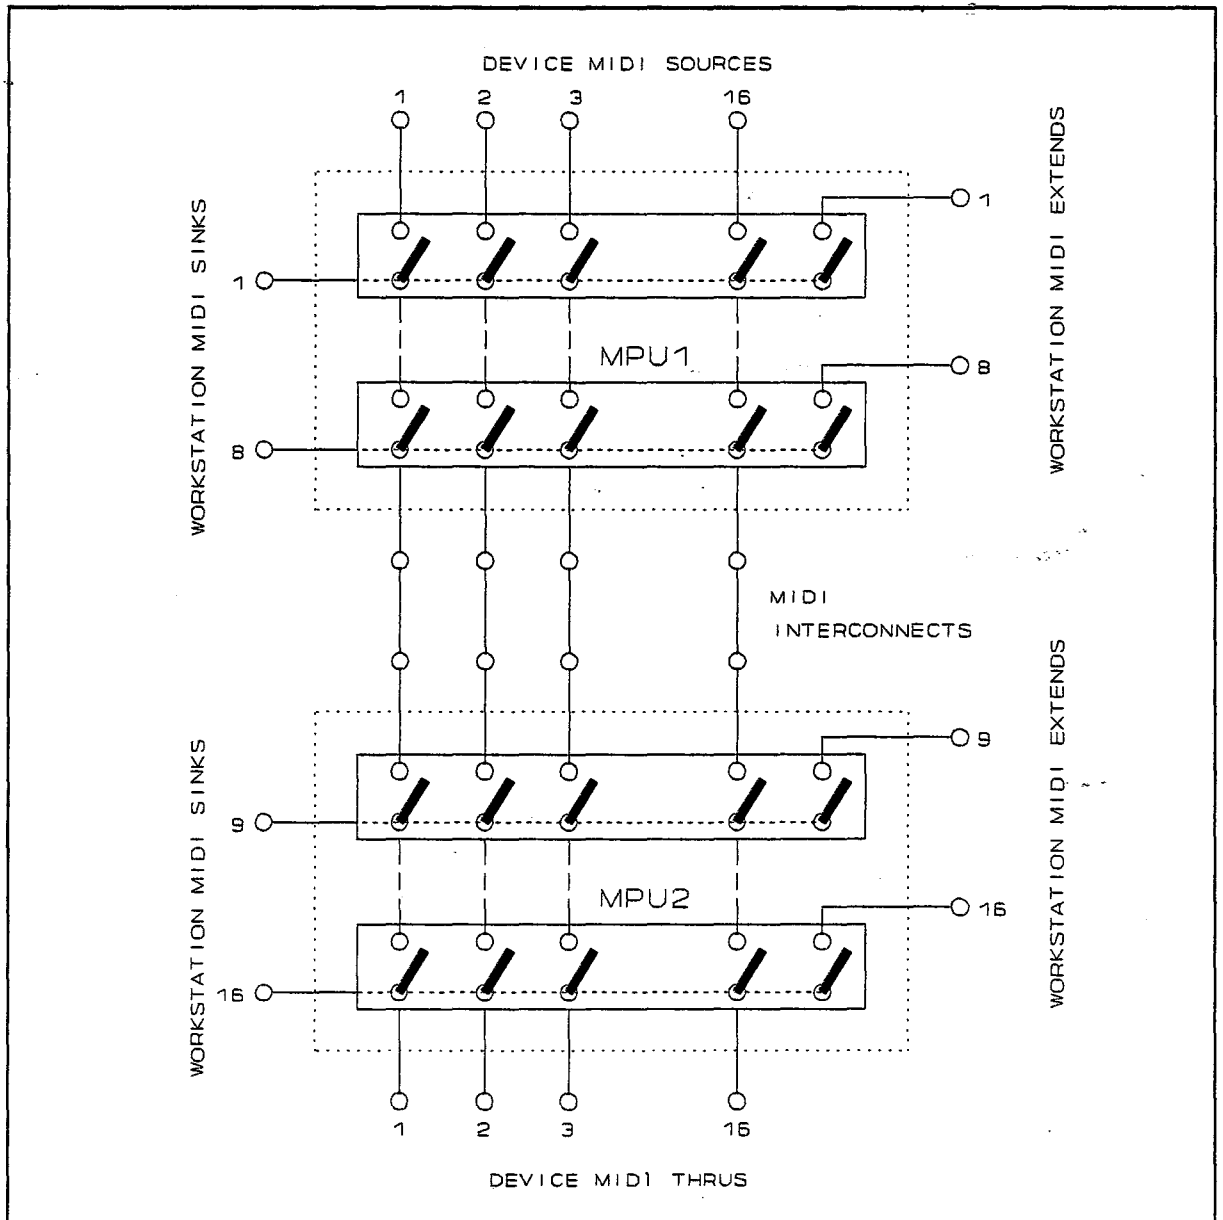 DEVICE MIDI SOURCES
1 2 3 16
WORKSTATION MIDI SINKS
WORKSTATION MIDI EXTENDS
1
1
MPU1
8
8
MIDI
INTERCONNECTS
WORKSTATION MIDI SINKS
WORKSTATION MIDI EXTENDS
9
9
MPU2
16
16
1 2 3 16
DEVICE MIDI THRUS